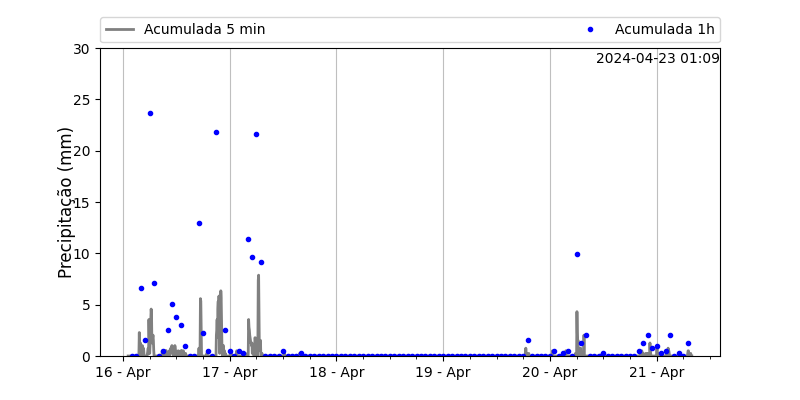 Acumulada 5 min
Acumulada 1h
2024-04-23 01:09
Precipitação (mm)
30
25
20
15
10
5
0
16 - Apr
17 - Apr
18 - Apr
19 - Apr
20 - Apr
21 - Apr